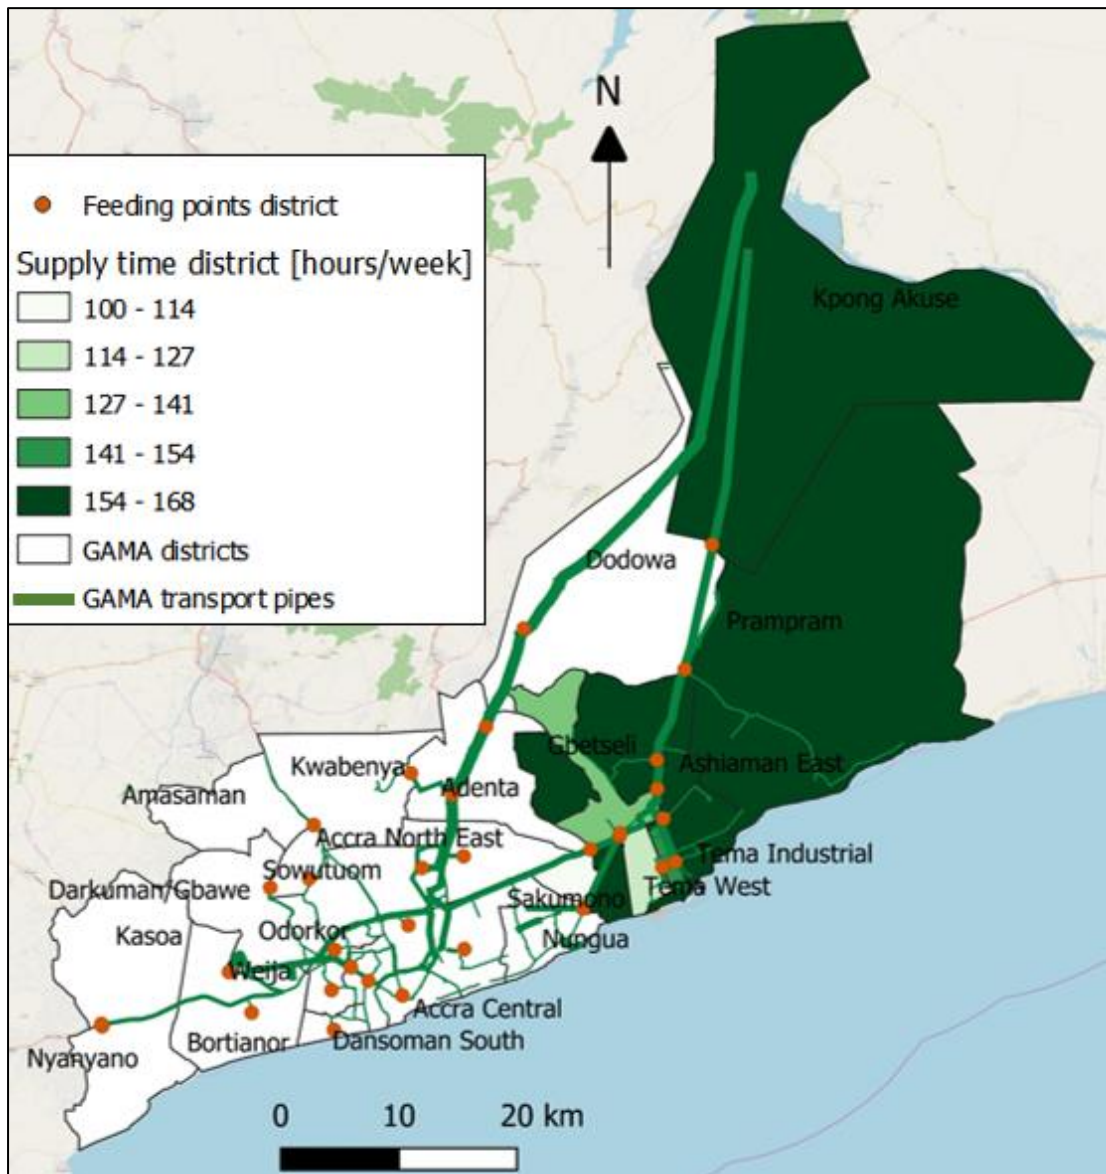 N
Feeding points district
Supply time district [hours/week]
100 - 114
114 - 127
127 - 141
141 - 154
154 - 168
GAMA districts
GAMA transport pipes
Kpong Akuse
Dodowa
Prampram
Gbetseli
Ashiaman East
Kwabenya
Adenta
Amasaman
Accra North East
Sowutuom
Tema Industrial
Darkuman/Gbawe
Tema West
Sakumono
Kasoa
Odorkor
Nungua
Weija
Accra Central
Bortianor
Dansoman South
Nyanyano
0 10 20 km